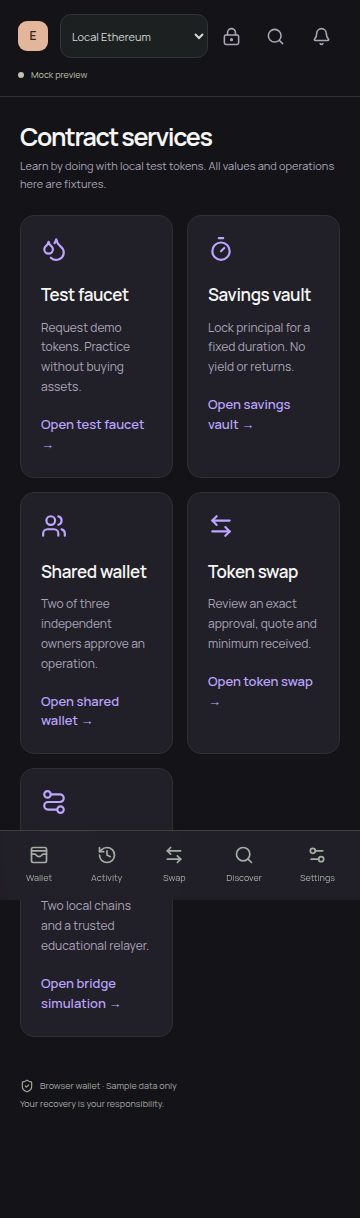 E
Local Ethereum
Mock preview
Contract services
Learn by doing with local test tokens. All values and operations
here are fixtures.
Test faucet
Request demo
tokens. Practice
without buying
assets.
Open test faucet
→
Savings vault
Lock principal for a
fixed duration. No
yield or returns.
Open savings
vault →
Shared wallet
Two of three
independent
owners approve an
operation.
Open shared
wallet →
Token swap
Review an exact
approval, quote and
minimum received.
Open token swap
→
Wallet
Activity
Swap
Discover
Settings
Two local chains
and a trusted
educational relayer.
Open bridge
simulation →
Browser wallet · Sample data only
Your recovery is your responsibility.